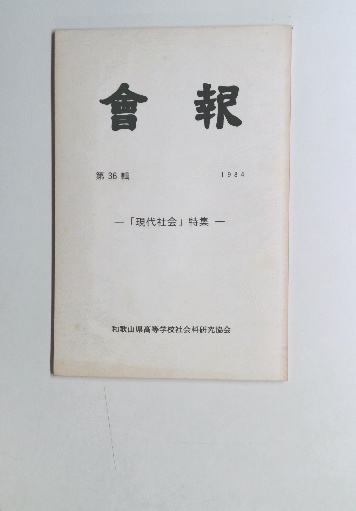 會報
第36輯 1984
—「現代社会」特集—
和歌山県高等学校社会科研究協会